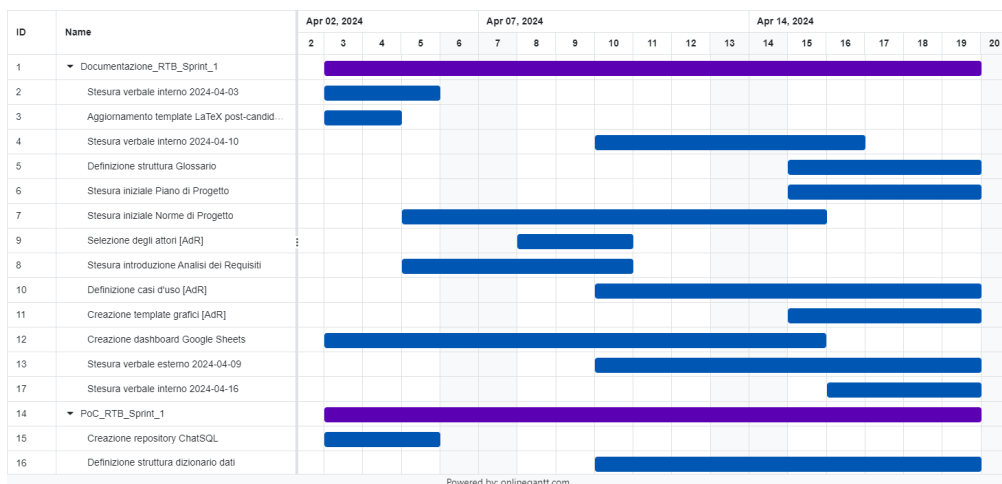 ID Name Apr 02, 2024 Apr 07, 2024 Apr 14, 2024
2 3 4 5 6 7 8 9 10 11 12 13 14 15 16 17 18 19 20
1 Documentazione_RTB_Sprint_1
2 Stesura verbale interno 2024-04-03
3 Aggiornamento template LaTeX post-candid...
4 Stesura verbale interno 2024-04-10
5 Definizione struttura Glossario
6 Stesura iniziale Piano di Progetto
7 Stesura iniziale Norme di Progetto
9 Selezione degli attori [AdR]
8 Stesura introduzione Analisi dei Requisiti
10 Definizione casi d'uso [AdR]
11 Creazione template grafici [AdR]
12 Creazione dashboard Google Sheets
13 Stesura verbale esterno 2024-04-09
17 Stesura verbale interno 2024-04-16
14 PoC_RTB_Sprint_1
15 Creazione repository ChatSQL
16 Definizione struttura dizionario dati
Powered by: onlinegantt.com